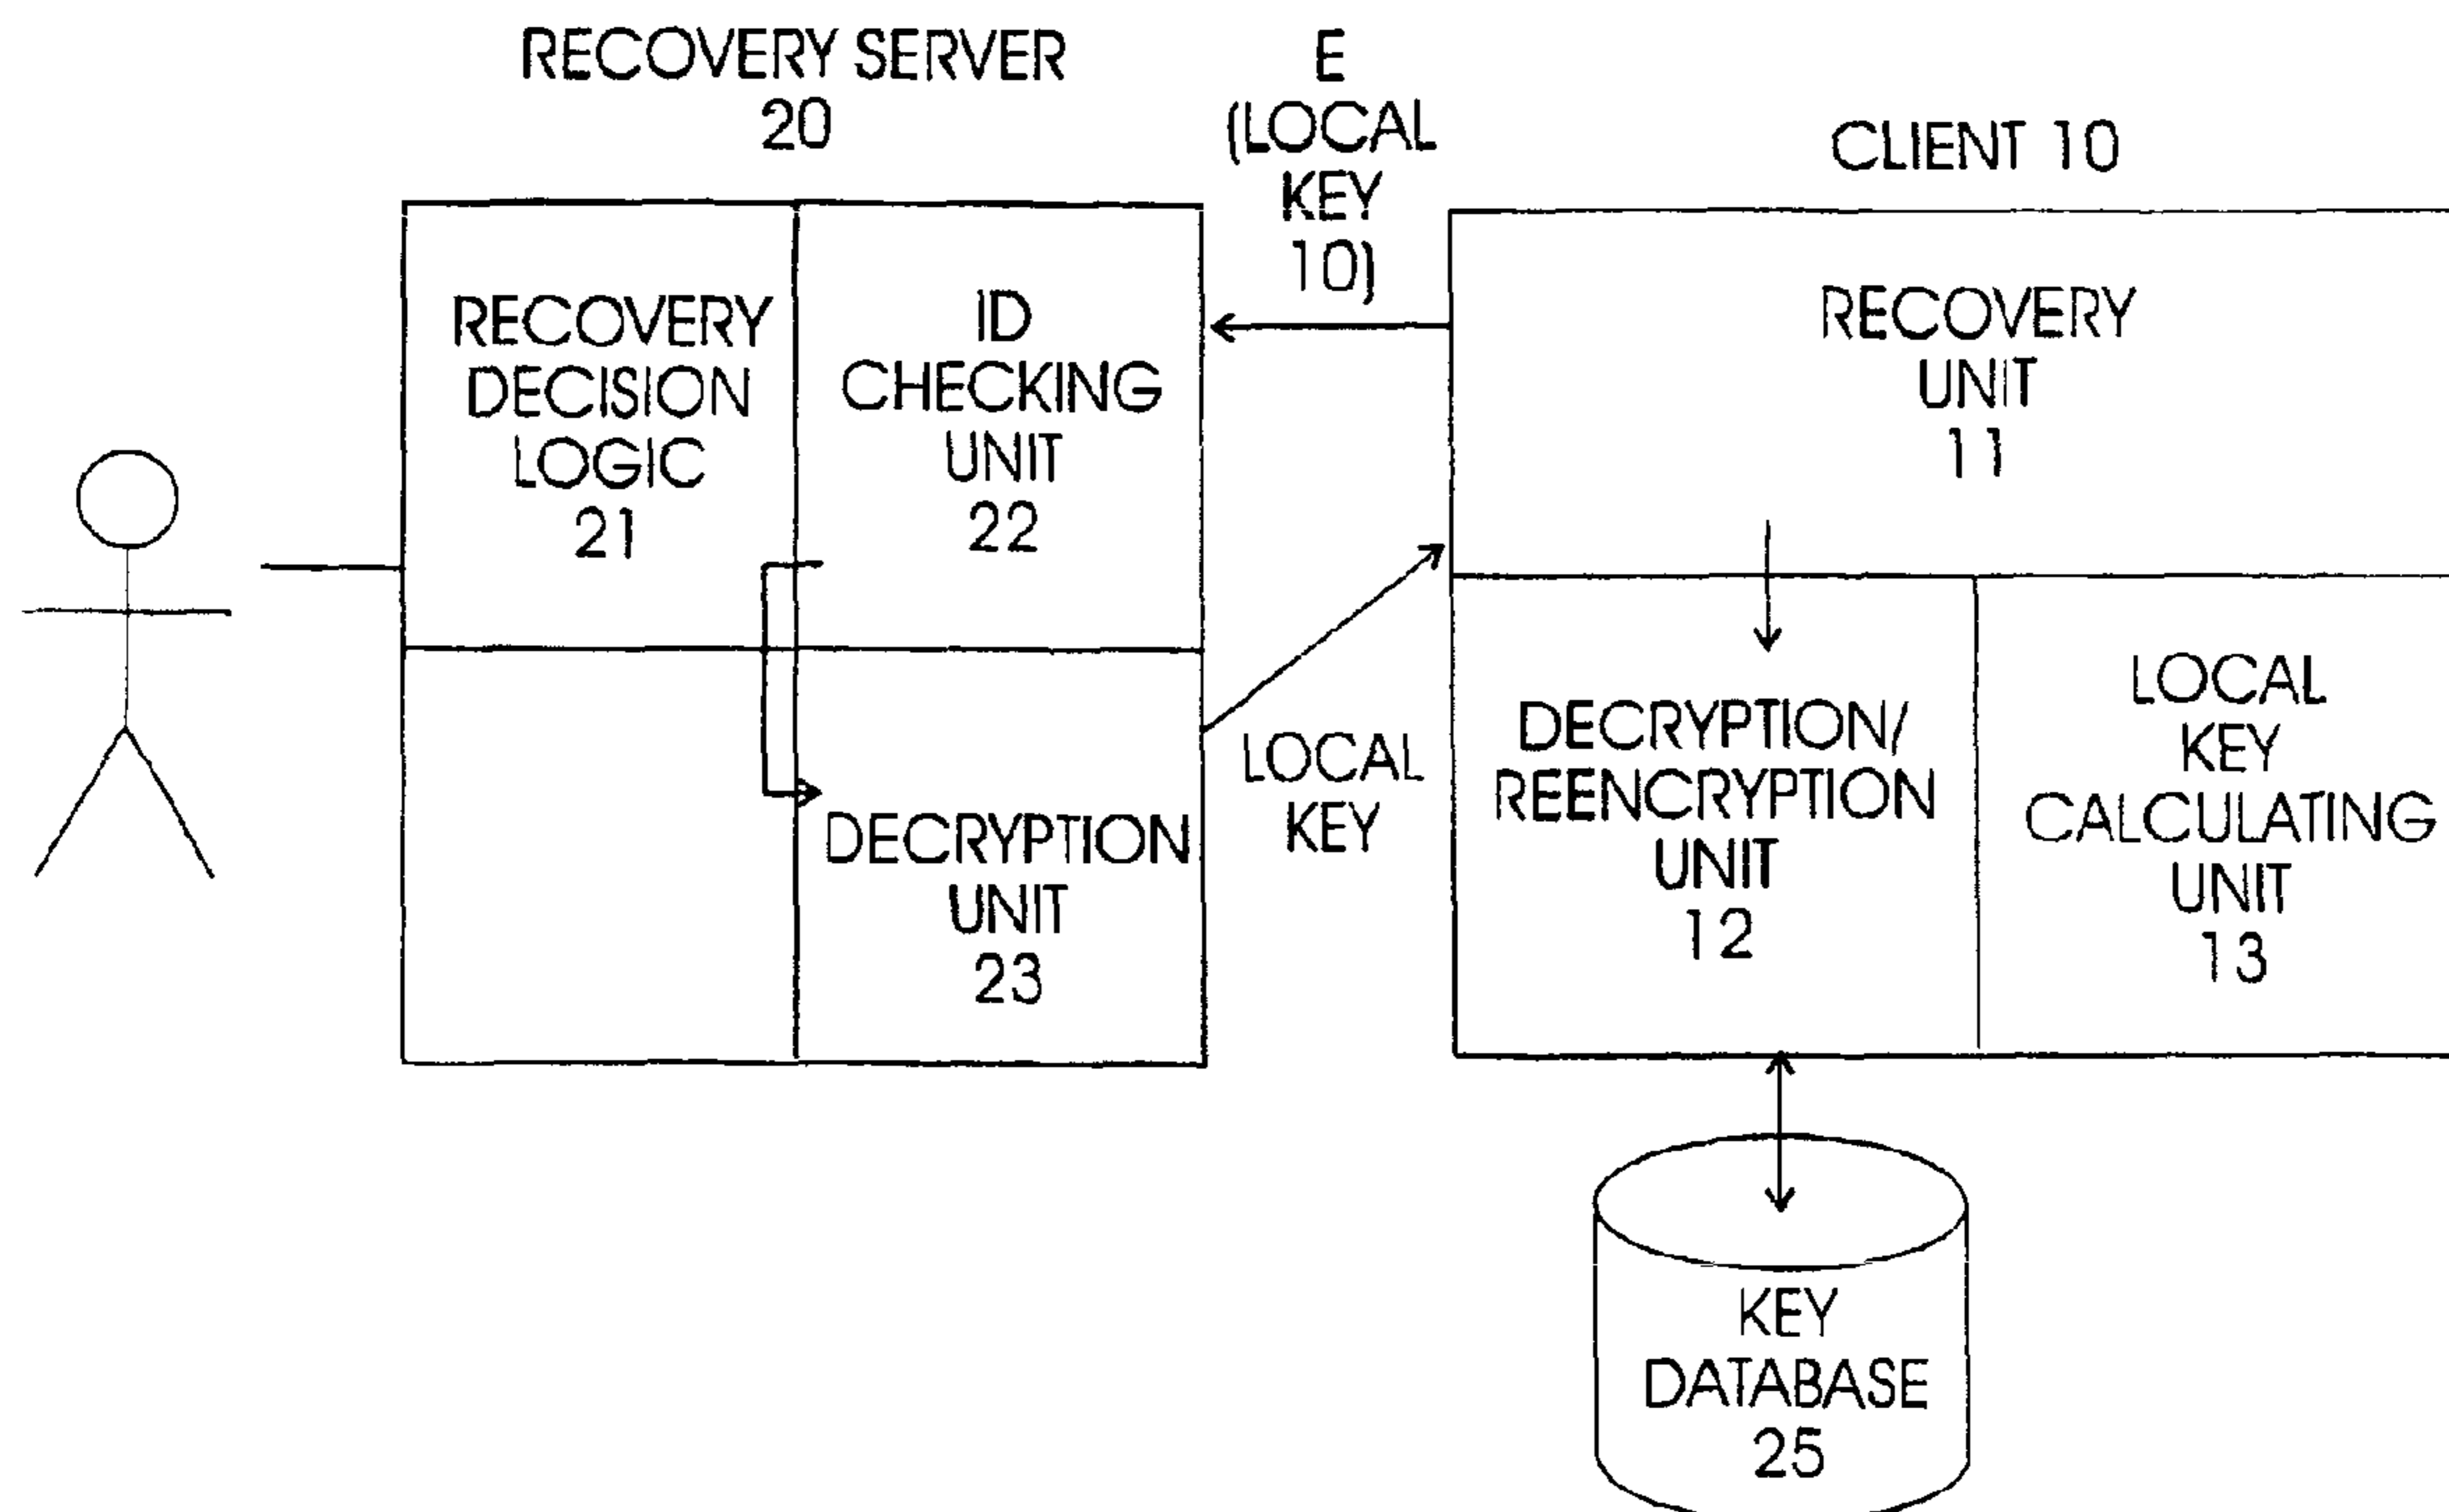 RECOVERY SERVER
20
E
(LOCAL
KEY
10)
CLIENT 10
RECOVERY
DECISION
LOGIC
21
ID
CHECKING
UNIT
22
RECOVERY
UNIT
11
DECRYPTION
UNIT
23
LOCAL
KEY
DECRYPTION/
REENCRYPTION
UNIT
12
LOCAL
KEY
CALCULATING
UNIT
13
KEY
DATABASE
25